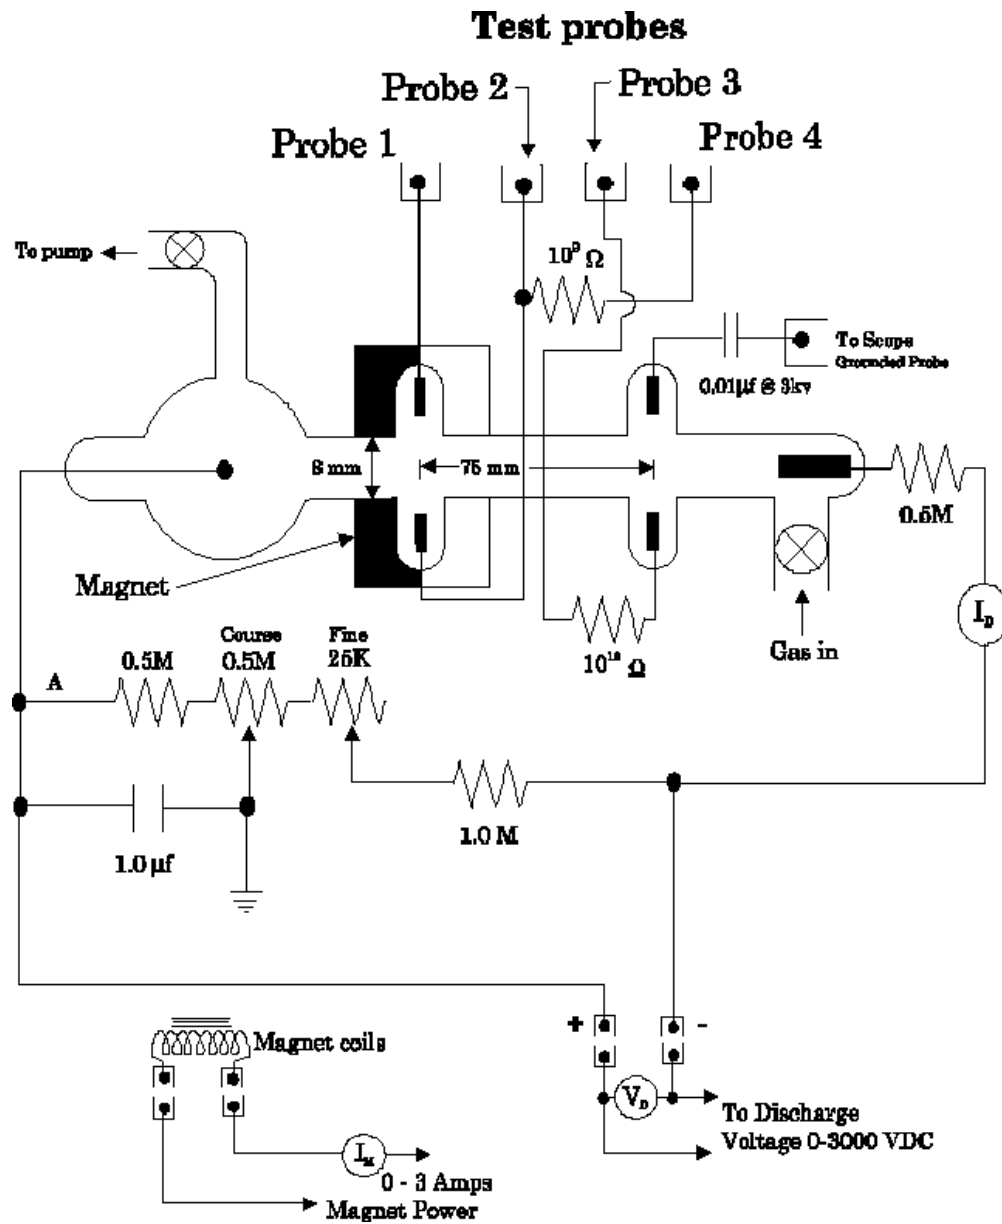 Test probes
Probe 1
Probe 2
Probe 3
Probe 4
To pump
10⁹ Ω
To Scope
Grounded Probe
0.01µf @ 3kv
8 mm
75 mm
0.5M
Magnet
I_D
Gas in
Ω
A
0.5M
Course
0.5M
Fine
25K
1.0 M
1.0 µf
+
-
Magnet coils
V_D
To Discharge
Voltage 0-3000 VDC
I_M
0 - 3 Amps
Magnet Power